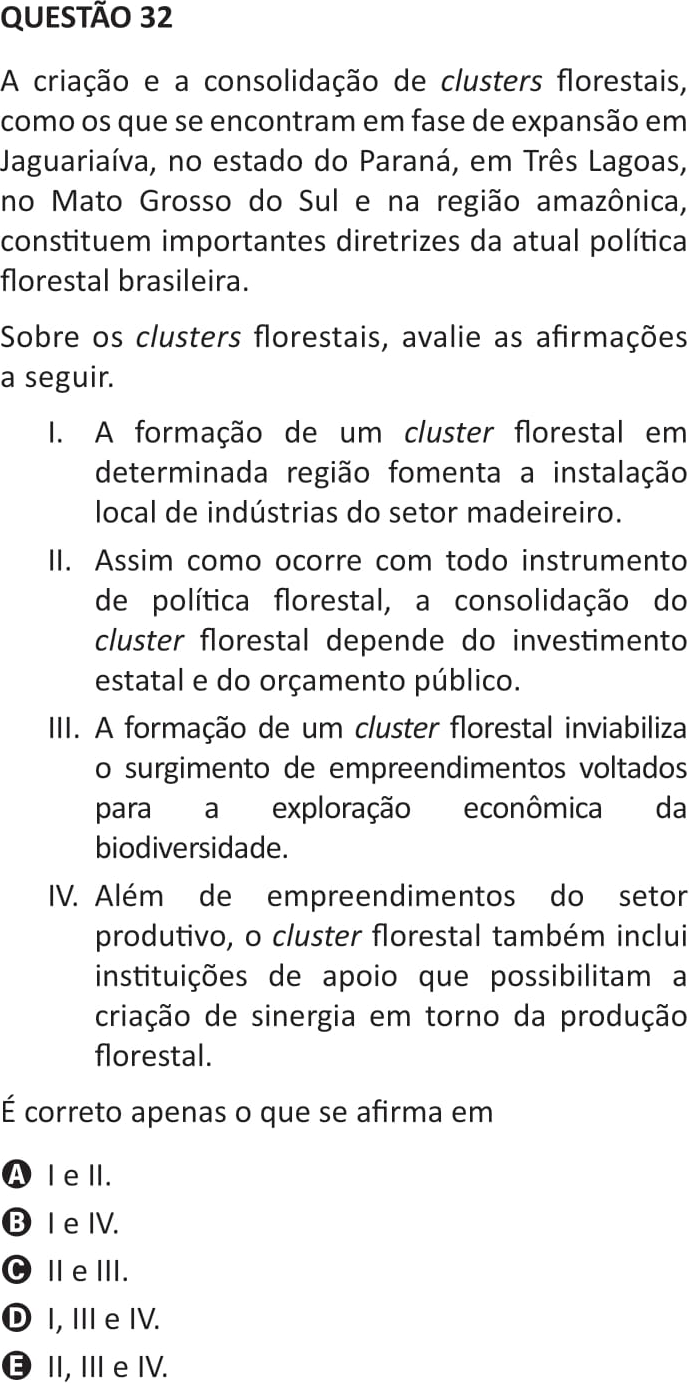 QUESTÃO 32
A criação e a consolidação de clusters florestais,
como os que se encontram em fase de expansão em
Jaguariaíva, no estado do Paraná, em Três Lagoas,
no Mato Grosso do Sul e na região amazônica,
constituem importantes diretrizes da atual política
florestal brasileira.
Sobre os clusters florestais, avalie as afirmações
a seguir.
I. A formação de um cluster florestal em
determinada região fomenta a instalação
local de indústrias do setor madeireiro.
II. Assim como ocorre com todo instrumento
de política florestal, a consolidação do
cluster florestal depende do investimento
estatal e do orçamento público.
III. A formação de um cluster florestal inviabiliza
o surgimento de empreendimentos voltados
para a exploração econômica da
biodiversidade.
IV. Além de empreendimentos do setor
produtivo, o cluster florestal também inclui
instituições de apoio que possibilitam a
criação de sinergia em torno da produção
florestal.
É correto apenas o que se afirma em
A I e II.
B I e IV.
C II e III.
D I, III e IV.
E II, III e IV.